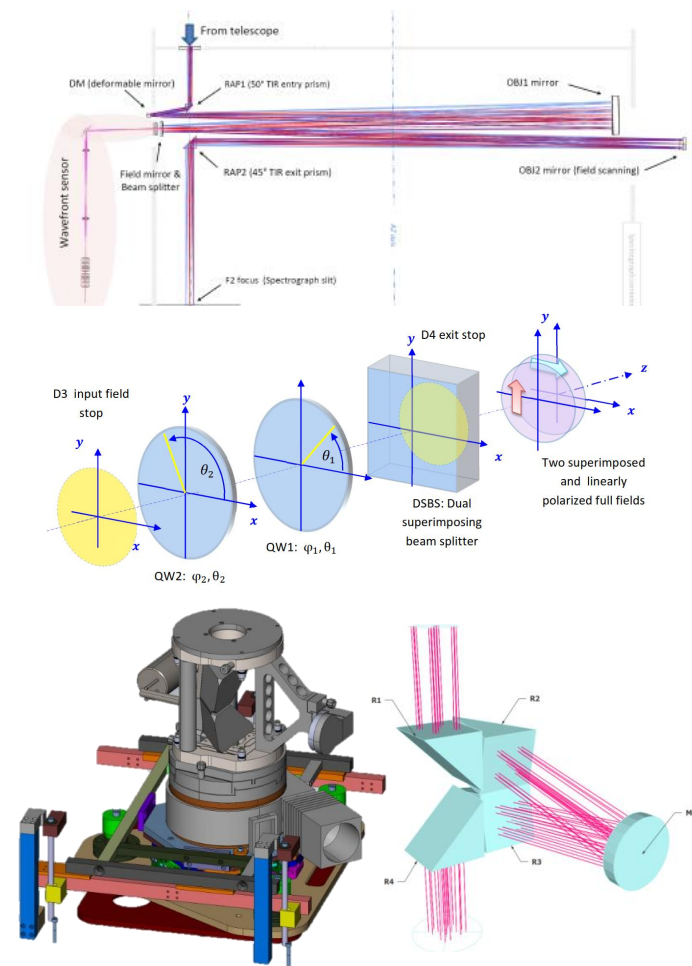 From telescope
DM (deformable mirror)
RAP1 (50° TIR entry prism)
OBJ1 mirror
Wavefront sensor
Field mirror &
Beam splitter
RAP2 (45° TIR exit prism)
OBJ2 mirror (field scanning)
AZ axis
F2 focus (Spectrograph slit)
D4 exit stop
y
y
z
x
D3 input field
stop
y
x
y
θ₂
x
QW2: φ₂,θ₂
θ₁
QW1: φ₁,θ₁
x
DSBS: Dual
superimposing
beam splitter
Two superimposed
and linearly
polarized full fields
R1
R2
M
R3
R4